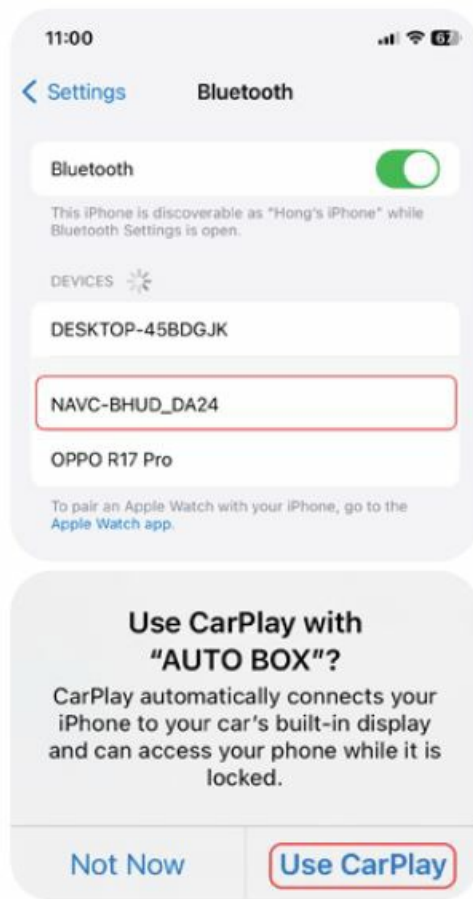 11:00
62
Settings
Bluetooth
Bluetooth
This iPhone is discoverable as "Hong's iPhone" while
Bluetooth Settings is open.
DEVICES
DESKTOP-45BDGJK
NAVC-BHUD_DA24
OPPO R17 Pro
To pair an Apple Watch with your iPhone, go to the
Apple Watch app.
Use CarPlay with
“AUTO BOX”?
CarPlay automatically connects your
iPhone to your car's built-in display
and can access your phone while it is
locked.
Not Now
Use CarPlay